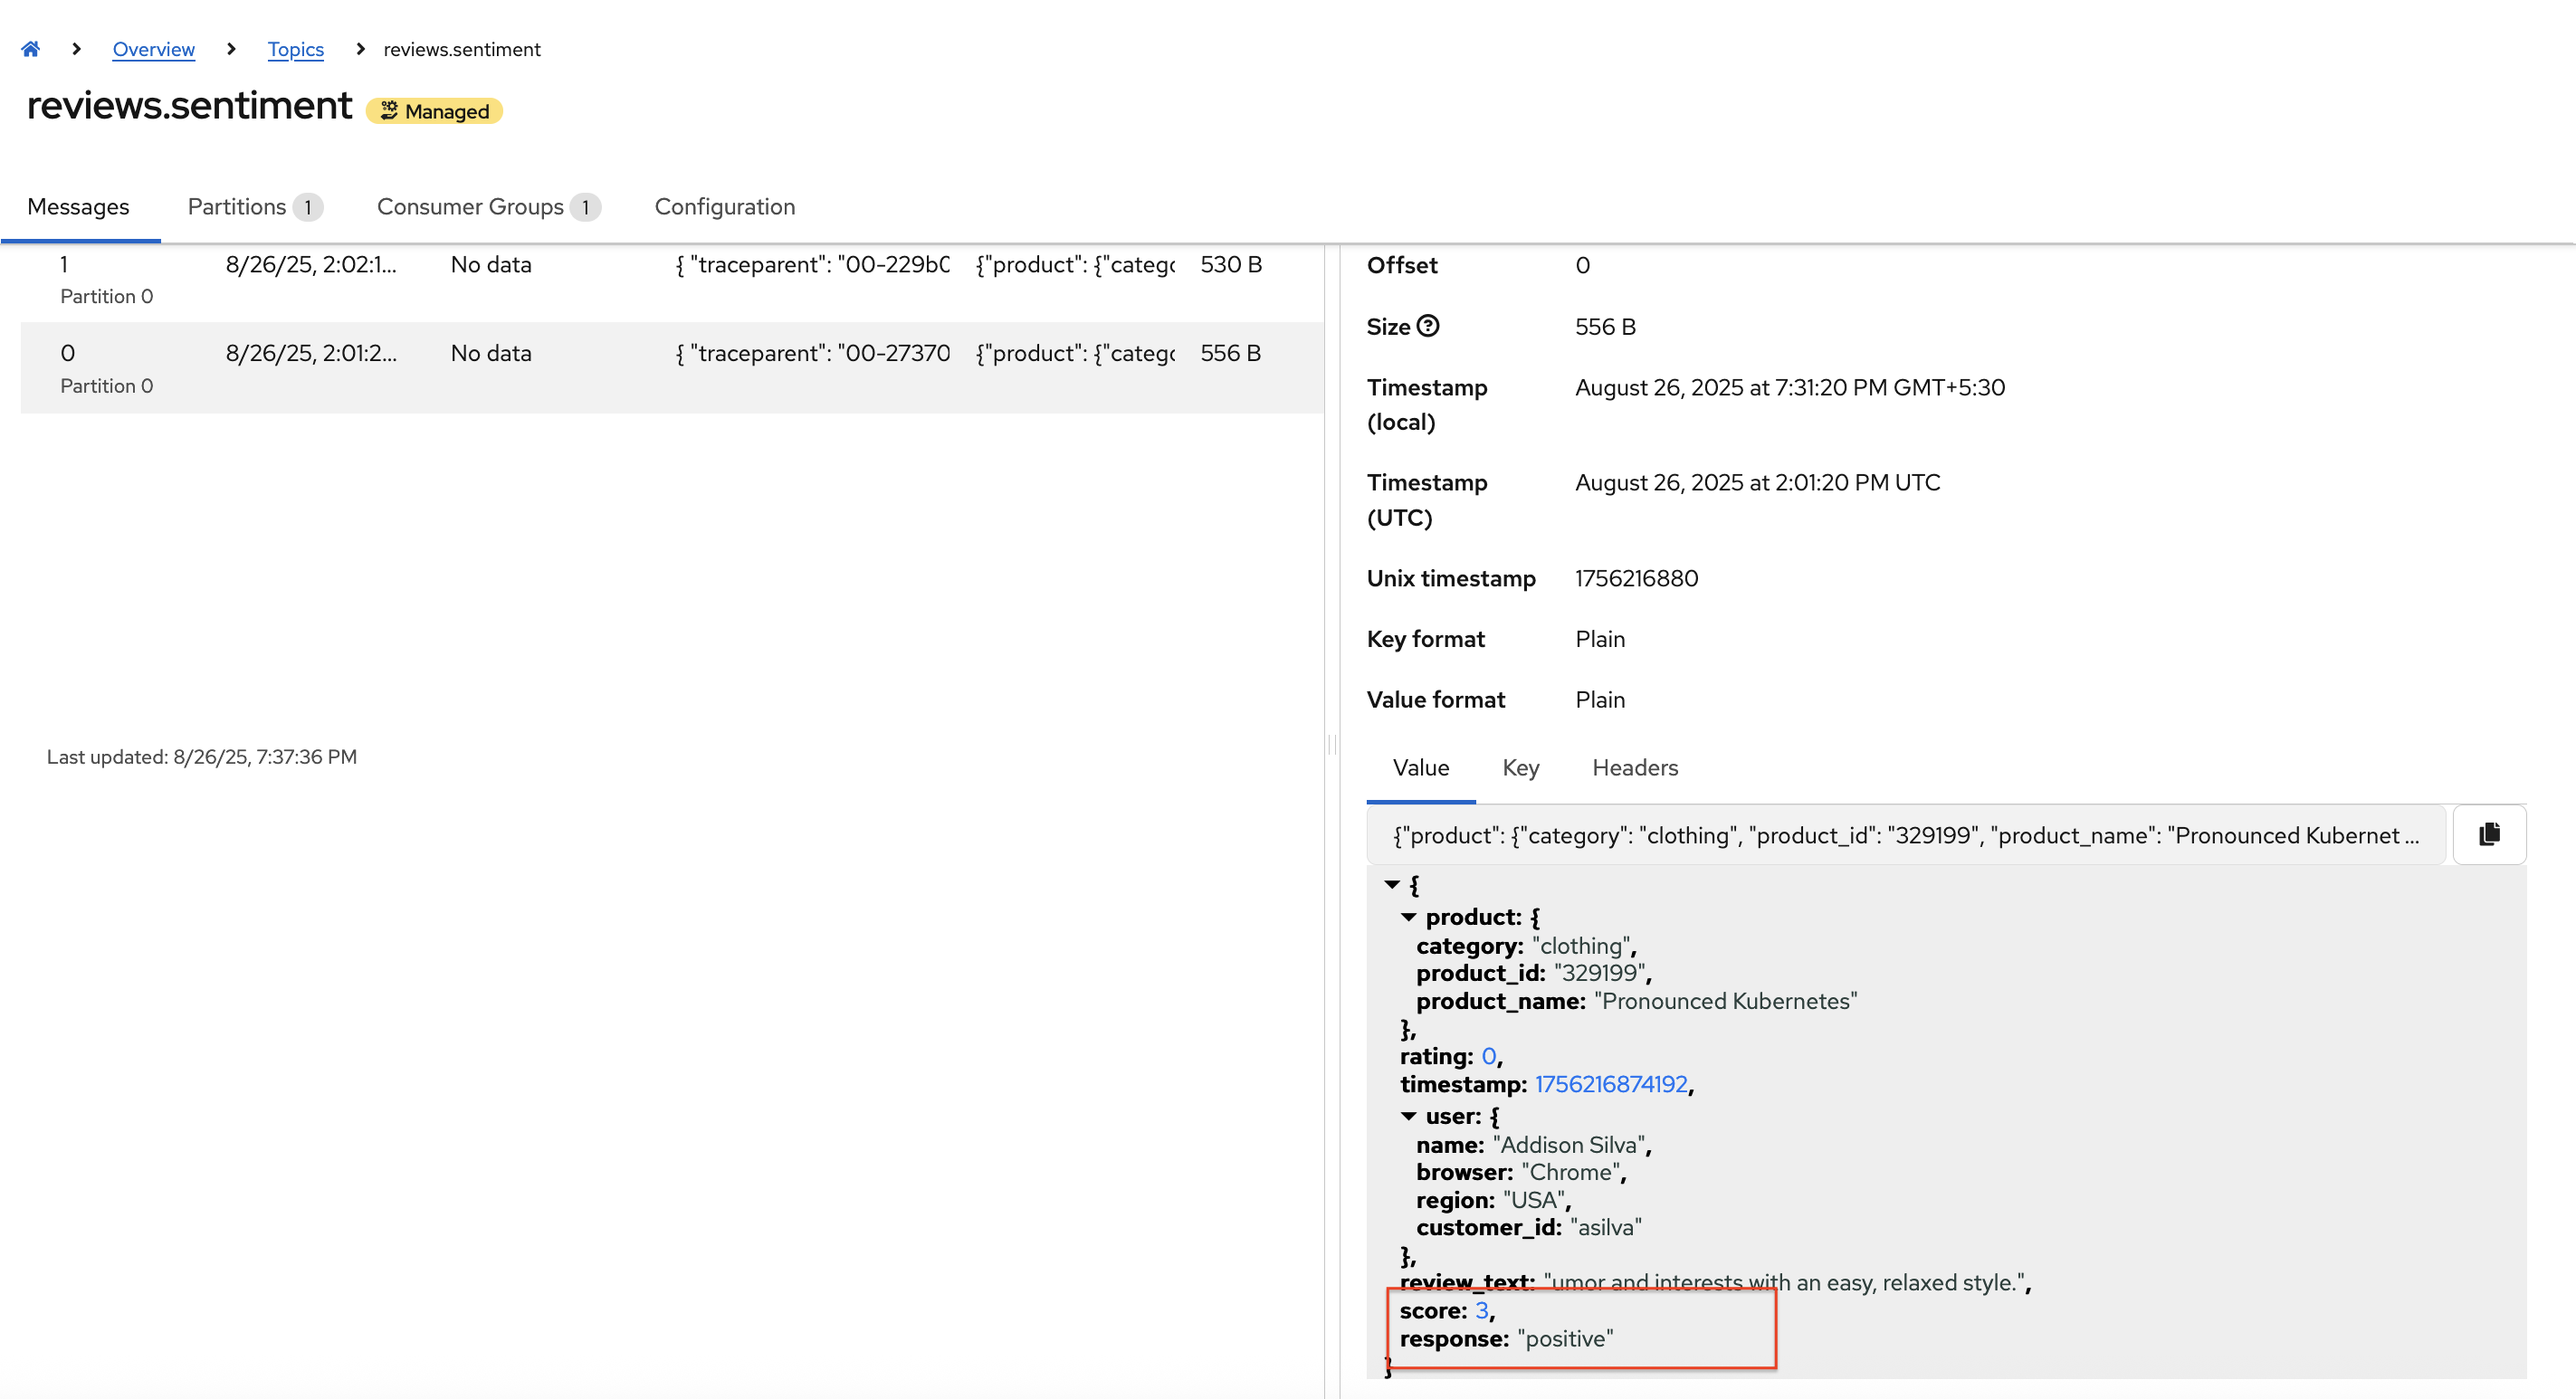 Overview
Topics
reviews.sentiment
reviews.sentiment
Managed
Messages
Partitions 1
Consumer Groups 1
Configuration
1 8/26/25, 2:02:1... No data { "traceparent": "00-229b0 {"product": {"catego 530 B
Partition 0
0 8/26/25, 2:01:2... No data { "traceparent": "00-27370 {"product": {"catego 556 B
Partition 0
Last updated: 8/26/25, 7:37:36 PM
Offset 0
Size 556 B
Timestamp (local) August 26, 2025 at 7:31:20 PM GMT+5:30
Timestamp (UTC) August 26, 2025 at 2:01:20 PM UTC
Unix timestamp 1756216880
Key format Plain
Value format Plain
Value Key Headers
{"product": {"category": "clothing", "product_id": "329199", "product_name": "Pronounced Kubernet ...
{
product: {
category: "clothing",
product_id: "329199",
product_name: "Pronounced Kubernetes"
},
rating: 0,
timestamp: 1756216874192,
user: {
name: "Addison Silva",
browser: "Chrome",
region: "USA",
customer_id: "asilva"
},
review_text: "umor and interests with an easy, relaxed style.",
score: 3,
response: "positive"
}